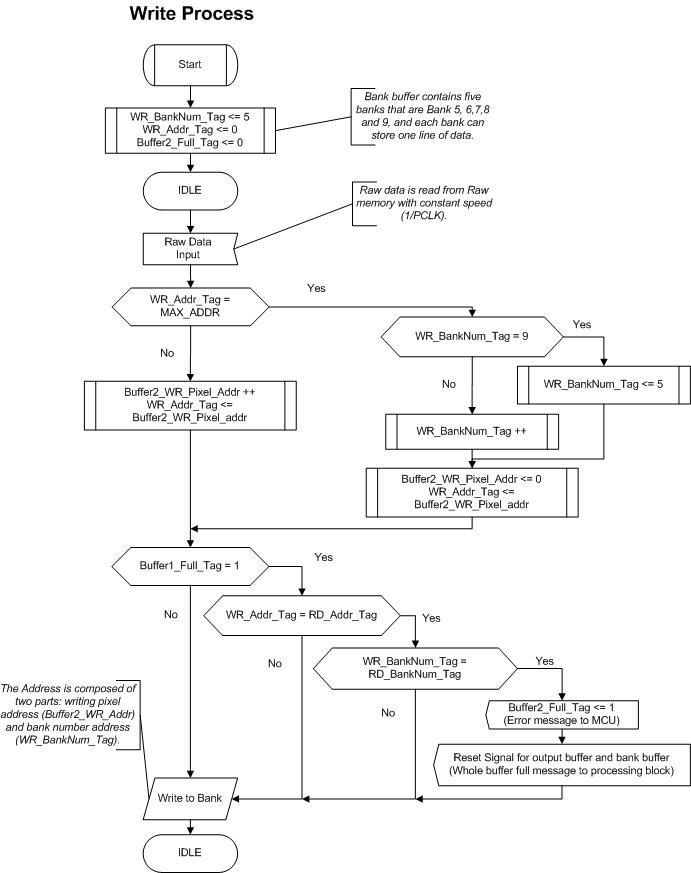 Write Process
Start
WR_BankNum_Tag <= 5
WR_Addr_Tag <= 0
Buffer2_Full_Tag <= 0
Bank buffer contains five
banks that are Bank 5, 6,7,8
and 9, and each bank can
store one line of data.
IDLE
Raw data is read from Raw
memory with constant speed
(1/PCLK).
Raw Data
Input
WR_Addr_Tag =
MAX_ADDR
Yes
No
WR_BankNum_Tag = 9
Yes
No
WR_BankNum_Tag <= 5
Buffer2_WR_Pixel_Addr ++
WR_Addr_Tag <=
Buffer2_WR_Pixel_addr
WR_BankNum_Tag ++
Buffer2_WR_Pixel_Addr <= 0
WR_Addr_Tag <=
Buffer2_WR_Pixel_addr
Buffer1_Full_Tag = 1
Yes
No
WR_Addr_Tag = RD_Addr_Tag
Yes
No
WR_BankNum_Tag =
RD_BankNum_Tag
Yes
No
The Address is composed of
two parts: writing pixel
address (Buffer2_WR_Addr)
and bank number address
(WR_BankNum_Tag).
Buffer2_Full_Tag <= 1
(Error message to MCU)
Reset Signal for output buffer and bank buffer
(Whole buffer full message to processing block)
Write to Bank
IDLE